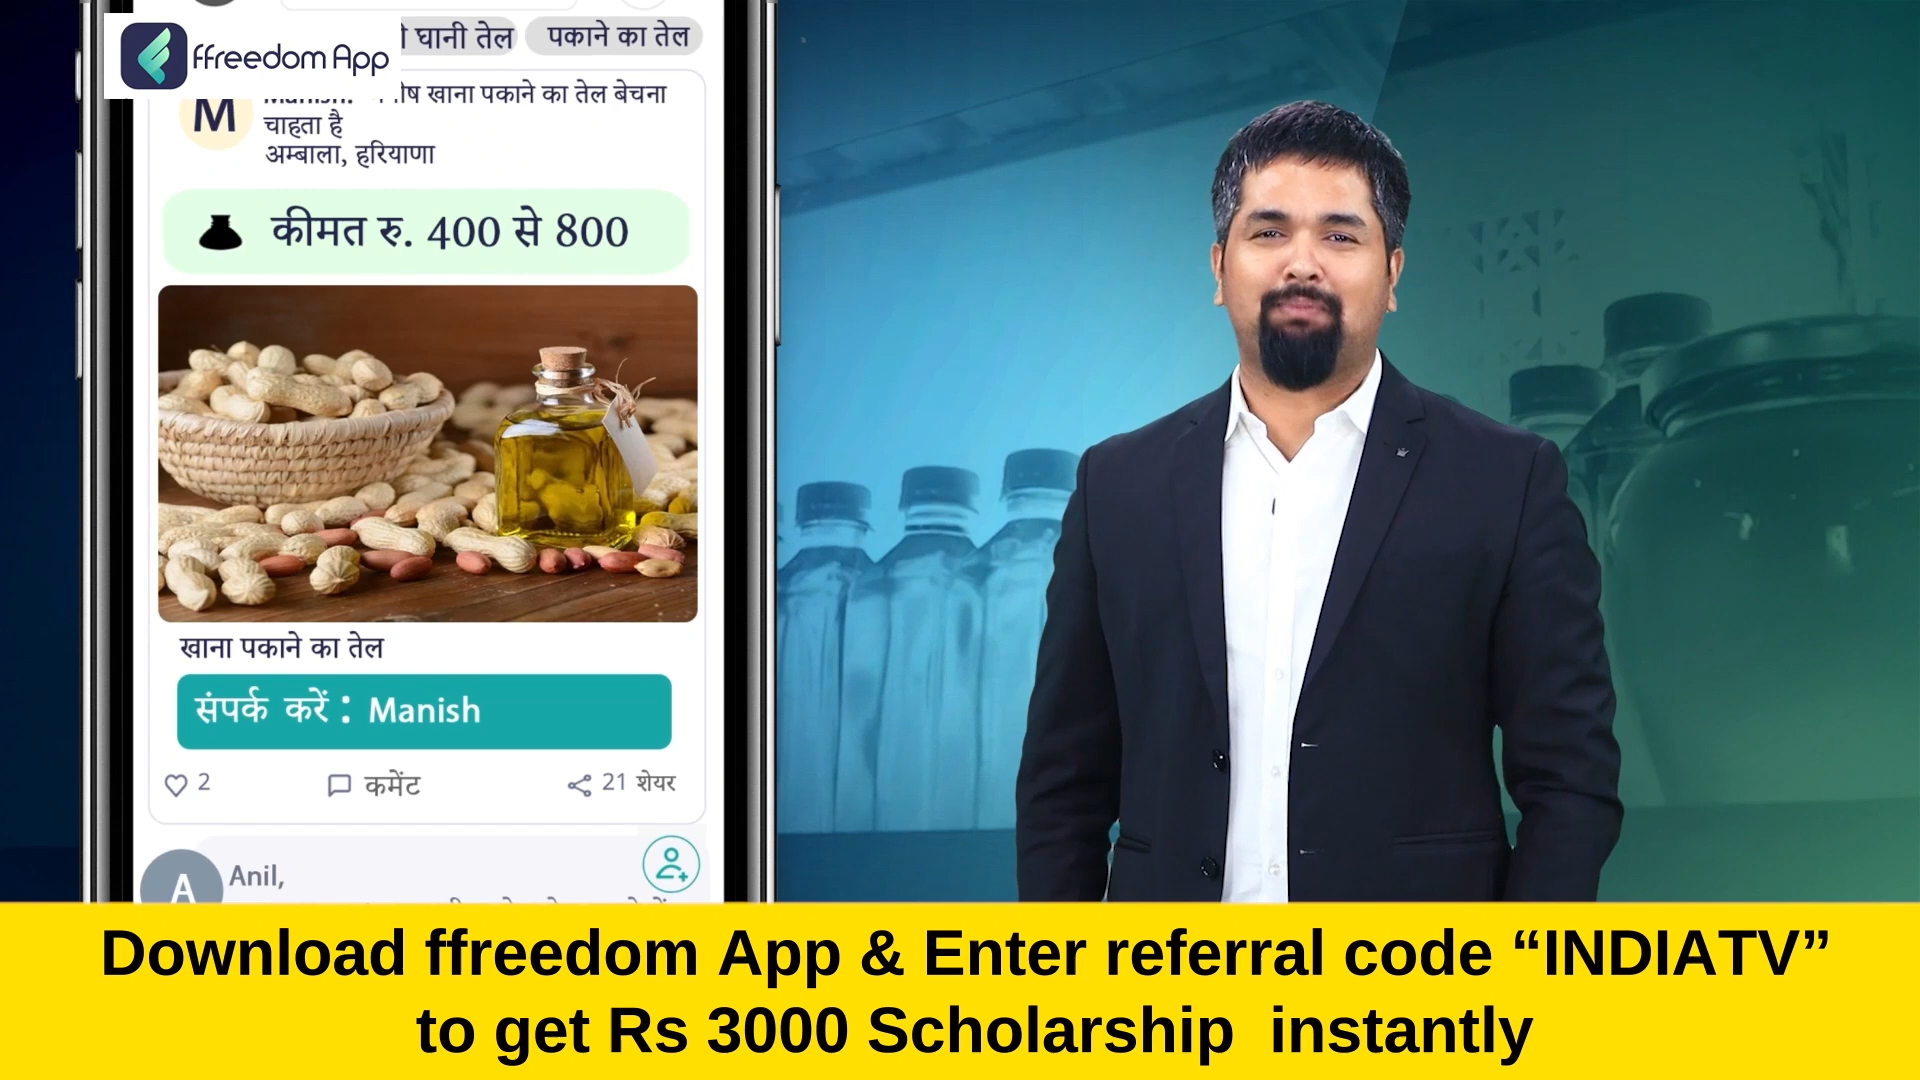 ffreedom App
घानी तेल
पकाने का तेल
M
खाना पकाने का तेल बेचना
चाहता है
अम्बाला, हरियाणा
कीमत रु. 400 से 800
खाना पकाने का तेल
संपर्क करें : Manish
2
कमेंट
21 शेयर
A
Anil,
Download ffreedom App & Enter referral code “INDIATV”
to get Rs 3000 Scholarship instantly